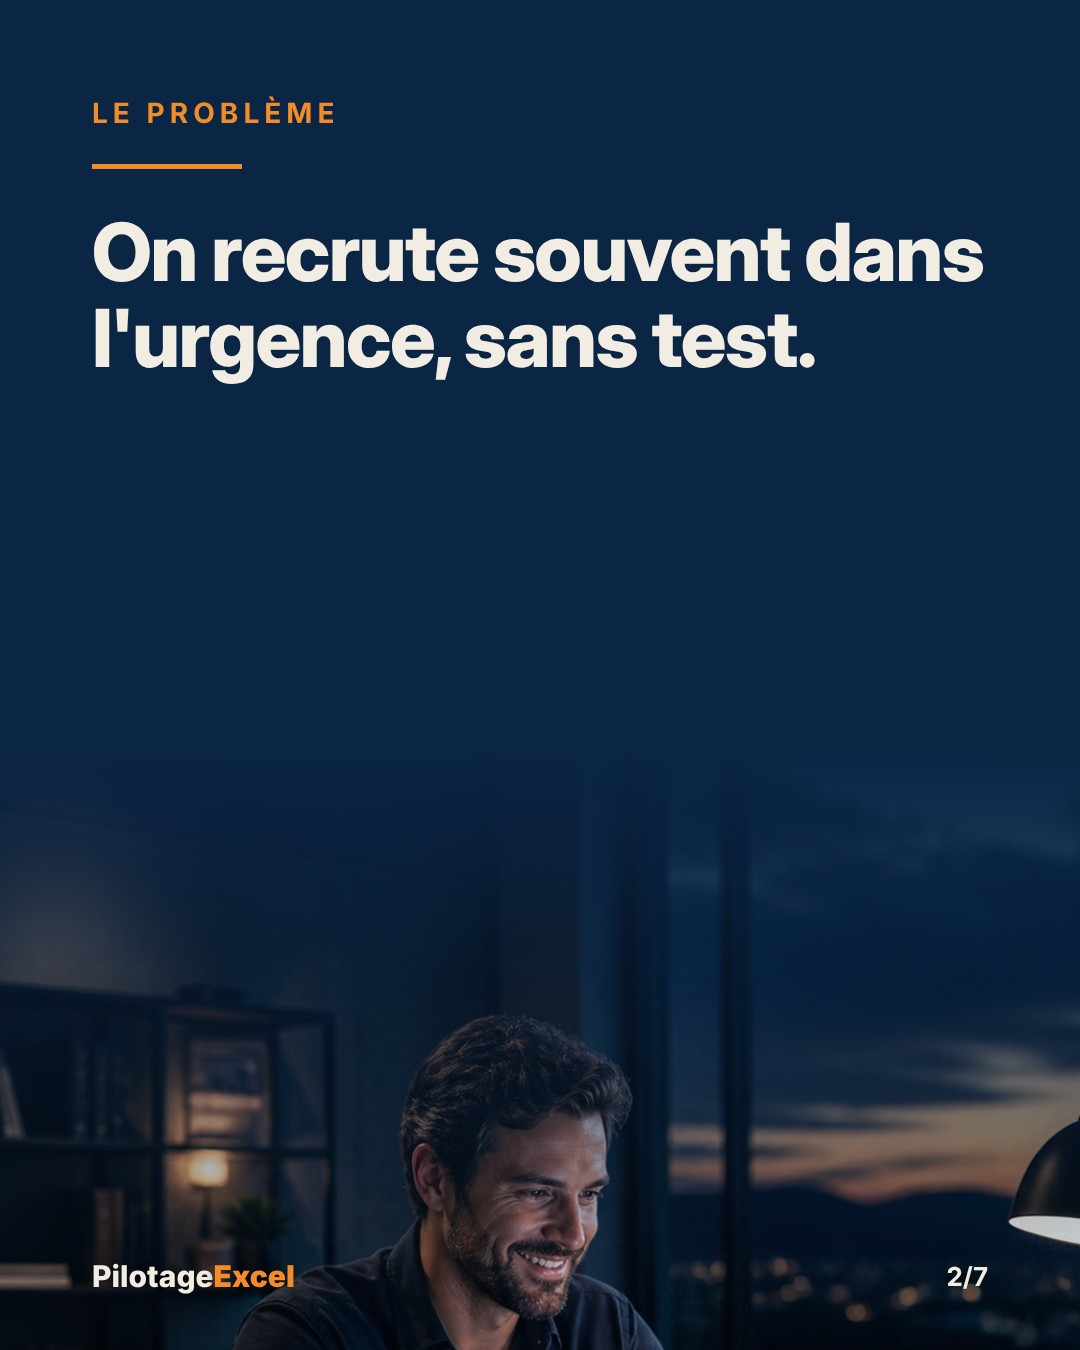 LE PROBLÈME
On recrute souvent dans
l'urgence, sans test.
PilotageExcel
2/7